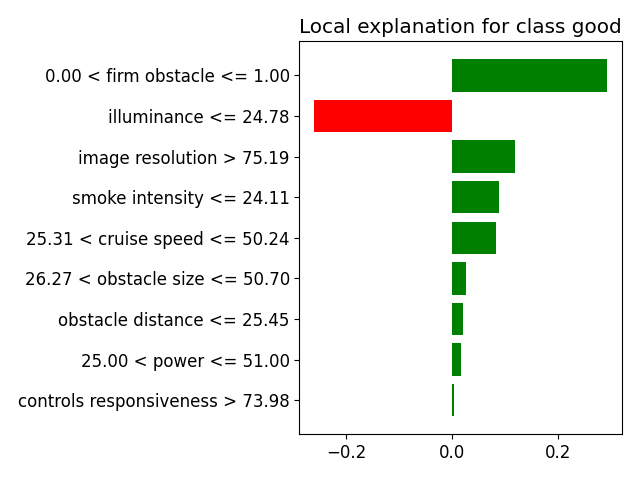 Local explanation for class good
0.00 < firm obstacle <= 1.00
illuminance <= 24.78
image resolution > 75.19
smoke intensity <= 24.11
25.31 < cruise speed <= 50.24
26.27 < obstacle size <= 50.70
obstacle distance <= 25.45
25.00 < power <= 51.00
controls responsiveness > 73.98
−0.2 0.0 0.2